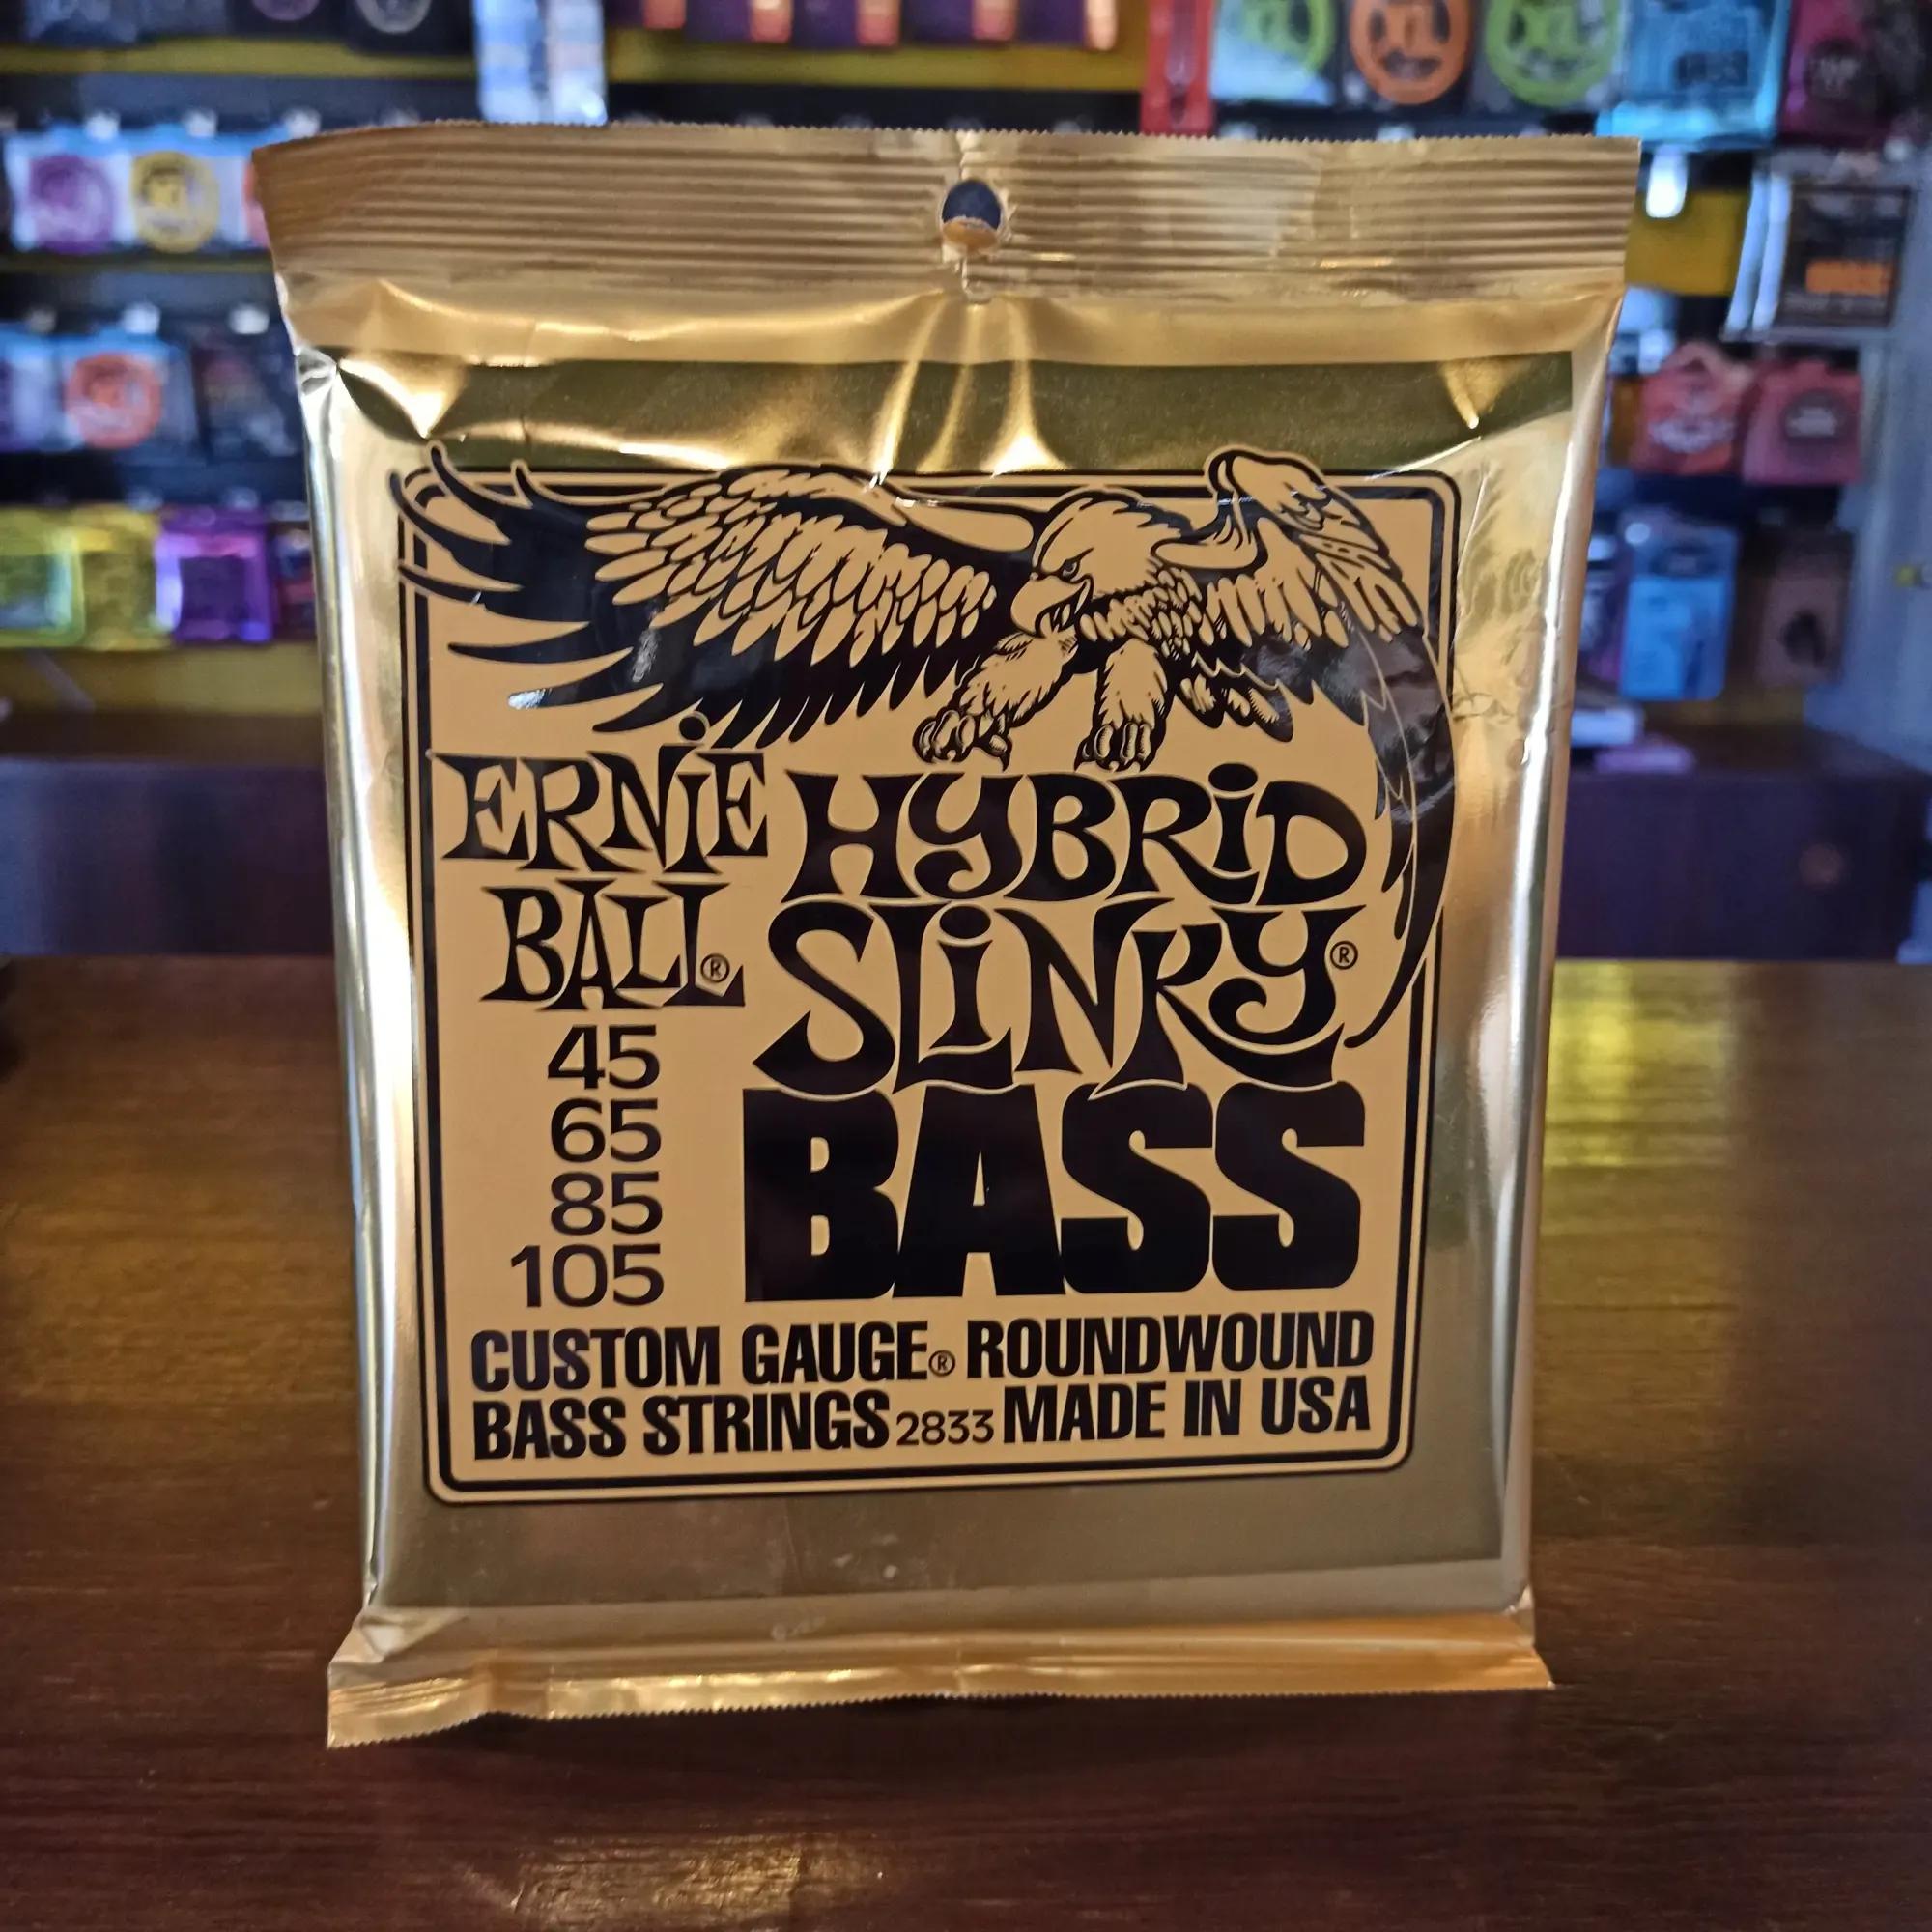 ERNiE
BALL®
HYBRiD
SLiNKY®
BASS
45
65
85
105
CUSTOM GAUGE® ROUNDWOUND
BASS STRINGS 2833 MADE IN USA